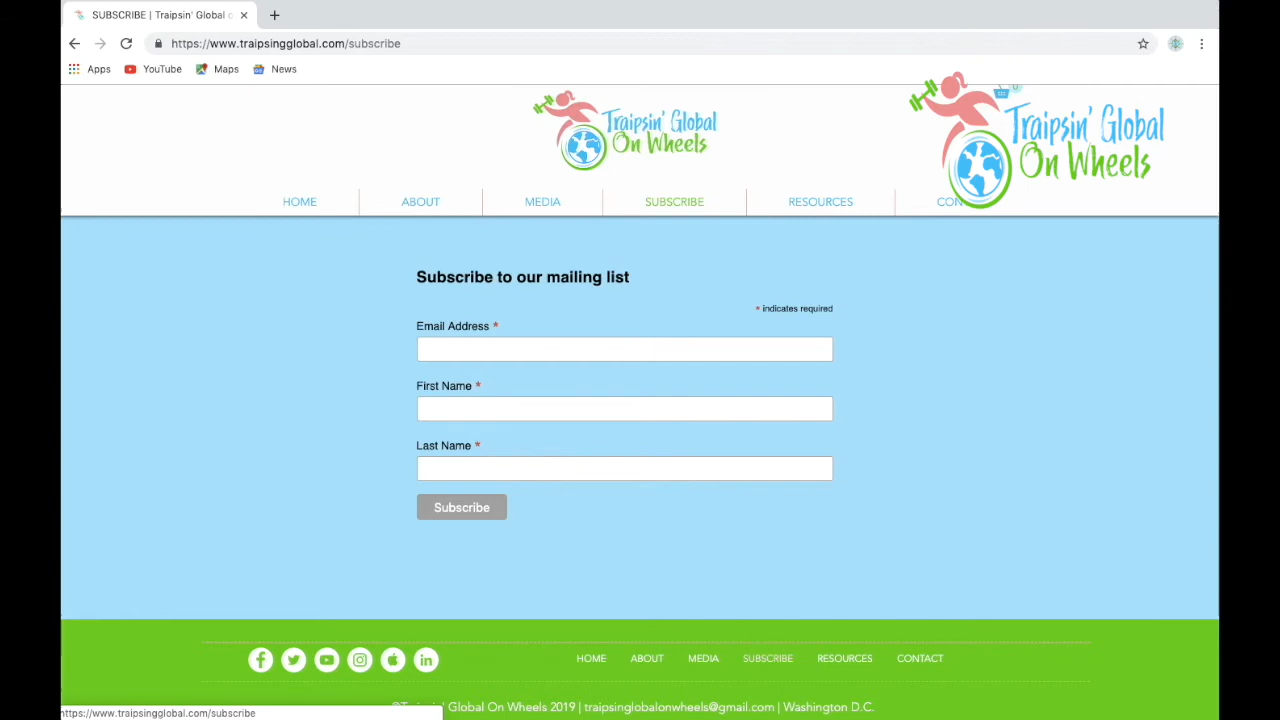 SUBSCRIBE | Traipsin' Global o
https://www.traipsingglobal.com/subscribe
Apps YouTube Maps News
Traipsin' Global
On Wheels
0
Traipsin' Global
On Wheels
HOME ABOUT MEDIA SUBSCRIBE RESOURCES CON
Subscribe to our mailing list
* indicates required
Email Address *
First Name *
Last Name *
Subscribe
HOME ABOUT MEDIA SUBSCRIBE RESOURCES CONTACT
©Traipsin' Global On Wheels 2019 | traipsinglobalonwheels@gmail.com | Washington D.C.
https://www.traipsingglobal.com/subscribe